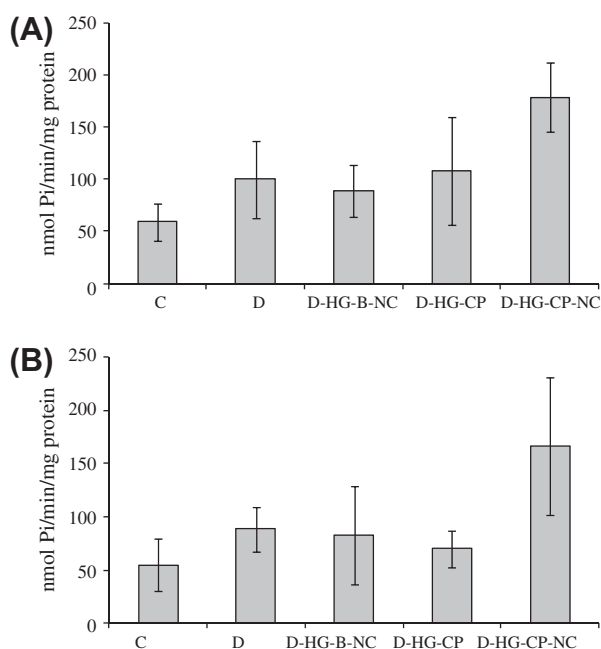 (A)
nmol Pi/min/mg protein
250
200
150
100
50
0
C D D-HG-B-NC D-HG-CP D-HG-CP-NC
(B)
nmol Pi/min/mg protein
250
200
150
100
50
0
C D D-HG-B-NC D-HG-CP D-HG-CP-NC